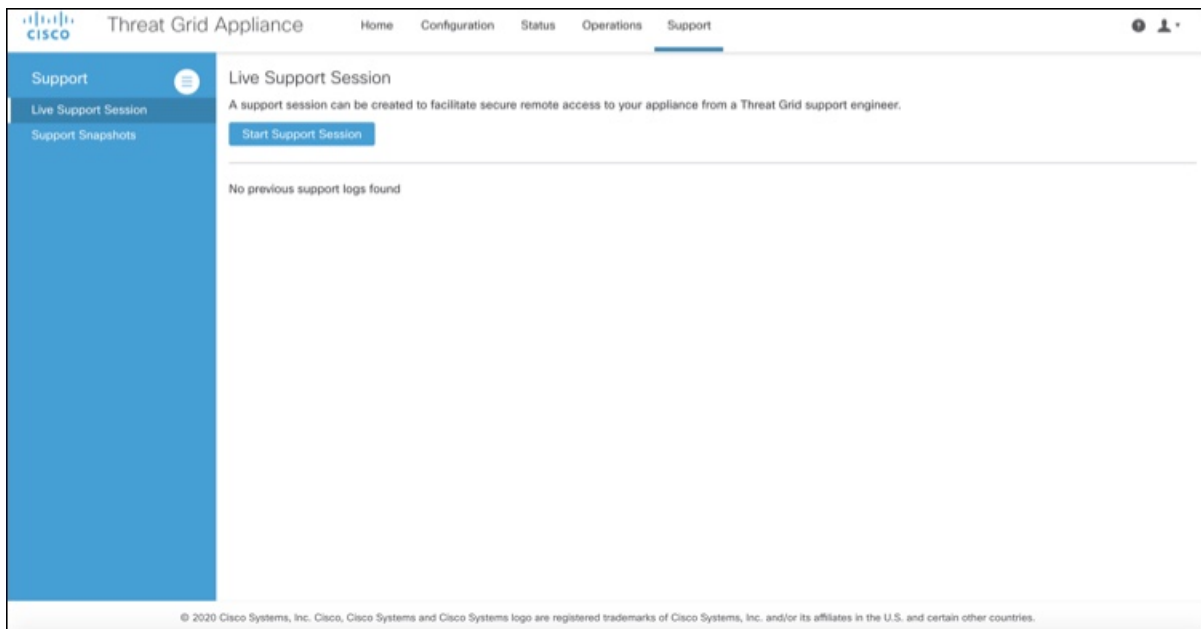 CISCO
Threat Grid Appliance
Home
Configuration
Status
Operations
Support
Support
Live Support Session
Support Snapshots
Live Support Session
A support session can be created to facilitate secure remote access to your appliance from a Threat Grid support engineer.
Start Support Session
No previous support logs found
© 2020 Cisco Systems, Inc. Cisco, Cisco Systems and Cisco Systems logo are registered trademarks of Cisco Systems, Inc. and/or its affiliates in the U.S. and certain other countries.